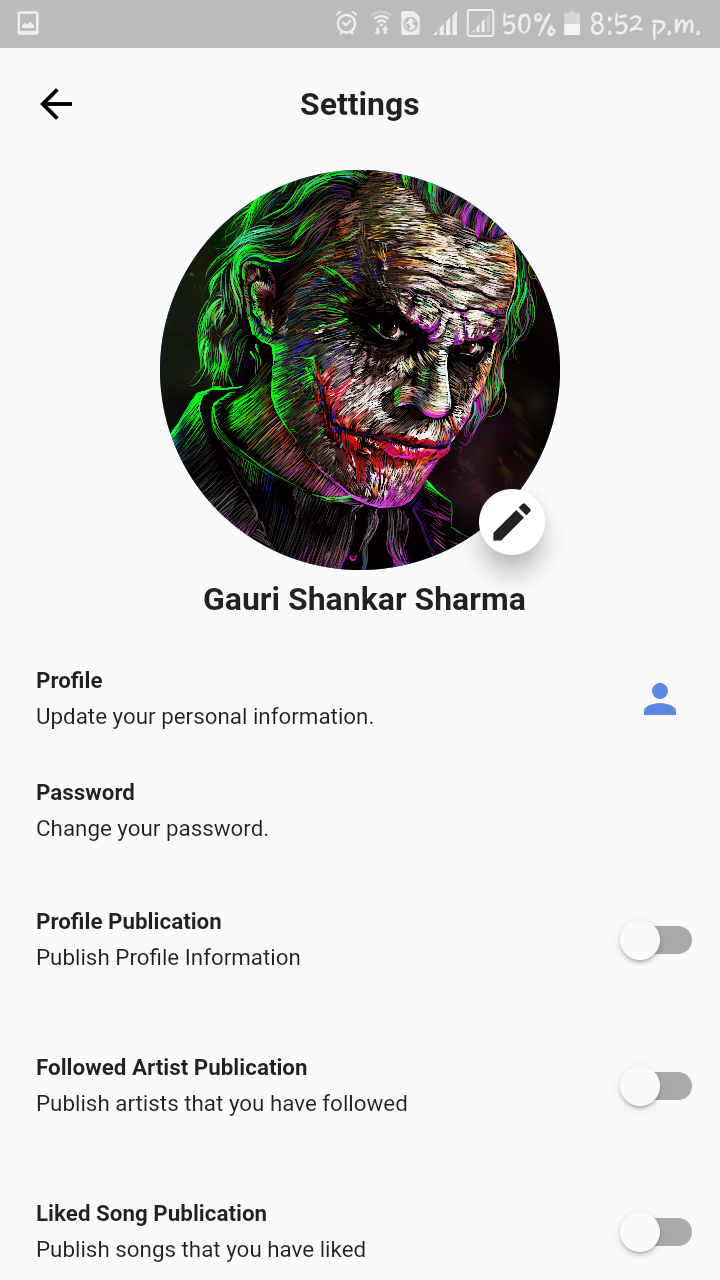 50% 8:52 p.m.
Settings
Gauri Shankar Sharma
Profile
Update your personal information.
Password
Change your password.
Profile Publication
Publish Profile Information
Followed Artist Publication
Publish artists that you have followed
Liked Song Publication
Publish songs that you have liked